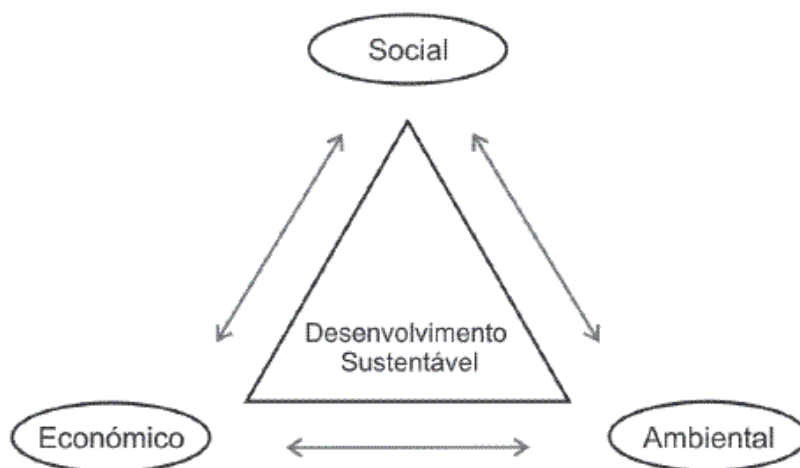 Social
Desenvolvimento
Sustentável
Económico
Ambiental